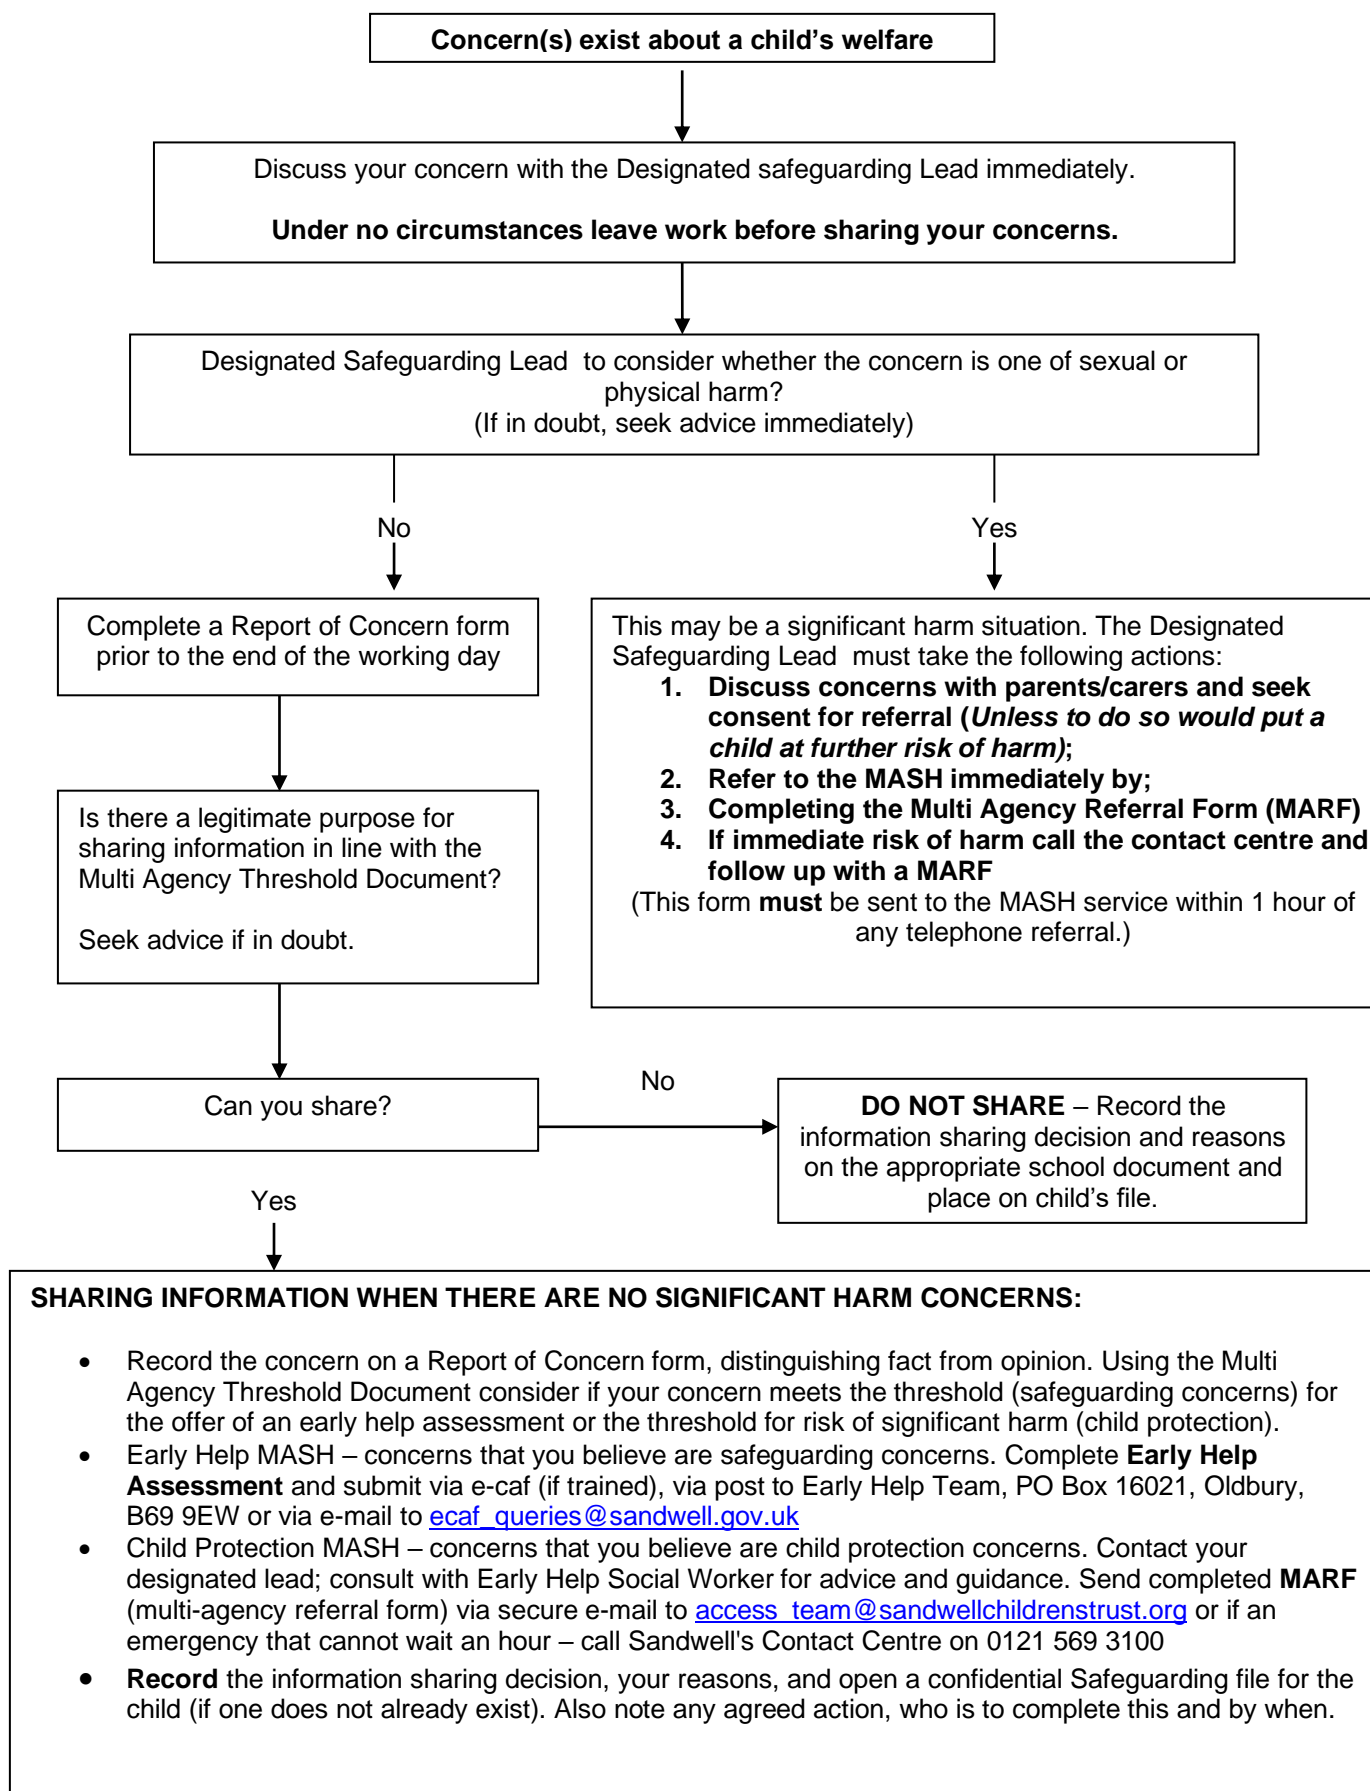 Concern(s) exist about a child's welfare
Discuss your concern with the Designated safeguarding Lead immediately.
Under no circumstances leave work before sharing your concerns.
Designated Safeguarding Lead to consider whether the concern is one of sexual or
physical harm?
(If in doubt, seek advice immediately)
No
Yes
Complete a Report of Concern form
prior to the end of the working day
This may be a significant harm situation. The Designated
Safeguarding Lead must take the following actions:
1. Discuss concerns with parents/carers and seek
consent for referral (Unless to do so would put a
child at further risk of harm);
2. Refer to the MASH immediately by;
3. Completing the Multi Agency Referral Form (MARF)
4. If immediate risk of harm call the contact centre and
follow up with a MARF
(This form must be sent to the MASH service within 1 hour of
any telephone referral.)
Is there a legitimate purpose for
sharing information in line with the
Multi Agency Threshold Document?
Seek advice if in doubt.
Can you share?
No
DO NOT SHARE – Record the
information sharing decision and reasons
on the appropriate school document and
place on child's file.
Yes
SHARING INFORMATION WHEN THERE ARE NO SIGNIFICANT HARM CONCERNS:
• Record the concern on a Report of Concern form, distinguishing fact from opinion. Using the Multi
Agency Threshold Document consider if your concern meets the threshold (safeguarding concerns) for
the offer of an early help assessment or the threshold for risk of significant harm (child protection).
• Early Help MASH – concerns that you believe are safeguarding concerns. Complete Early Help
Assessment and submit via e-caf (if trained), via post to Early Help Team, PO Box 16021, Oldbury,
B69 9EW or via e-mail to ecaf_queries@sandwell.gov.uk
• Child Protection MASH – concerns that you believe are child protection concerns. Contact your
designated lead; consult with Early Help Social Worker for advice and guidance. Send completed MARF
(multi-agency referral form) via secure e-mail to access_team@sandwellchildrenstrust.org or if an
emergency that cannot wait an hour – call Sandwell's Contact Centre on 0121 569 3100
• Record the information sharing decision, your reasons, and open a confidential Safeguarding file for the
child (if one does not already exist). Also note any agreed action, who is to complete this and by when.